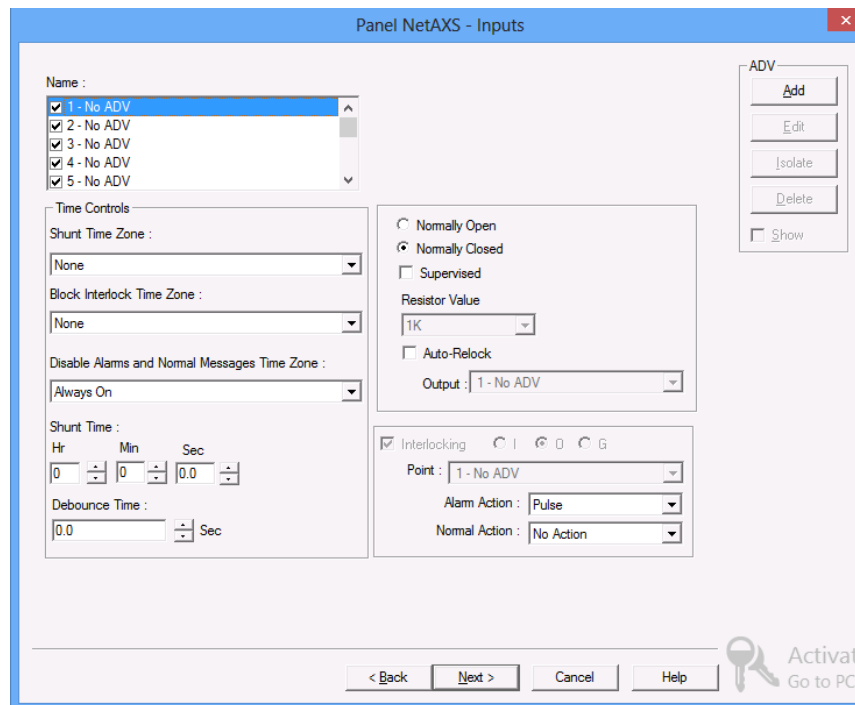 Panel NetAXS - Inputs
Name :
1 - No ADV
2 - No ADV
3 - No ADV
4 - No ADV
5 - No ADV
ADV
Add
Edit
Isolate
Delete
Show
Time Controls
Shunt Time Zone :
None
Block Interlock Time Zone :
None
Disable Alarms and Normal Messages Time Zone :
Always On
Shunt Time :
Hr Min Sec
0 0 0.0
Debounce Time :
0.0 Sec
Normally Open
Normally Closed
Supervised
Resistor Value
1K
Auto-Relock
Output : 1 - No ADV
Interlocking I O G
Point : 1 - No ADV
Alarm Action : Pulse
Normal Action : No Action
< Back Next > Cancel Help
Activat
Go to PC